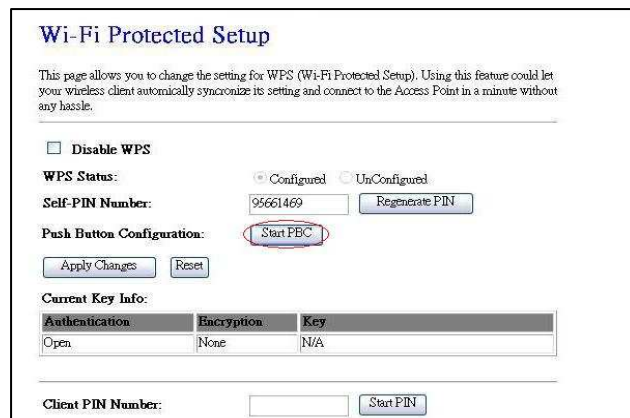 Wi-Fi Protected Setup
This page allows you to change the setting for WPS (Wi-Fi Protected Setup). Using this feature could let
your wireless client automically syncronize its setting and connect to the Access Point in a minute without
any hassle.
Disable WPS
WPS Status: Configured UnConfigured
Self-PIN Number: 95661469 Regenerate PIN
Push Button Configuration: Start PBC
Apply Changes Reset
Current Key Info:
Authentication Encryption Key
Open None N/A
Client PIN Number: Start PIN